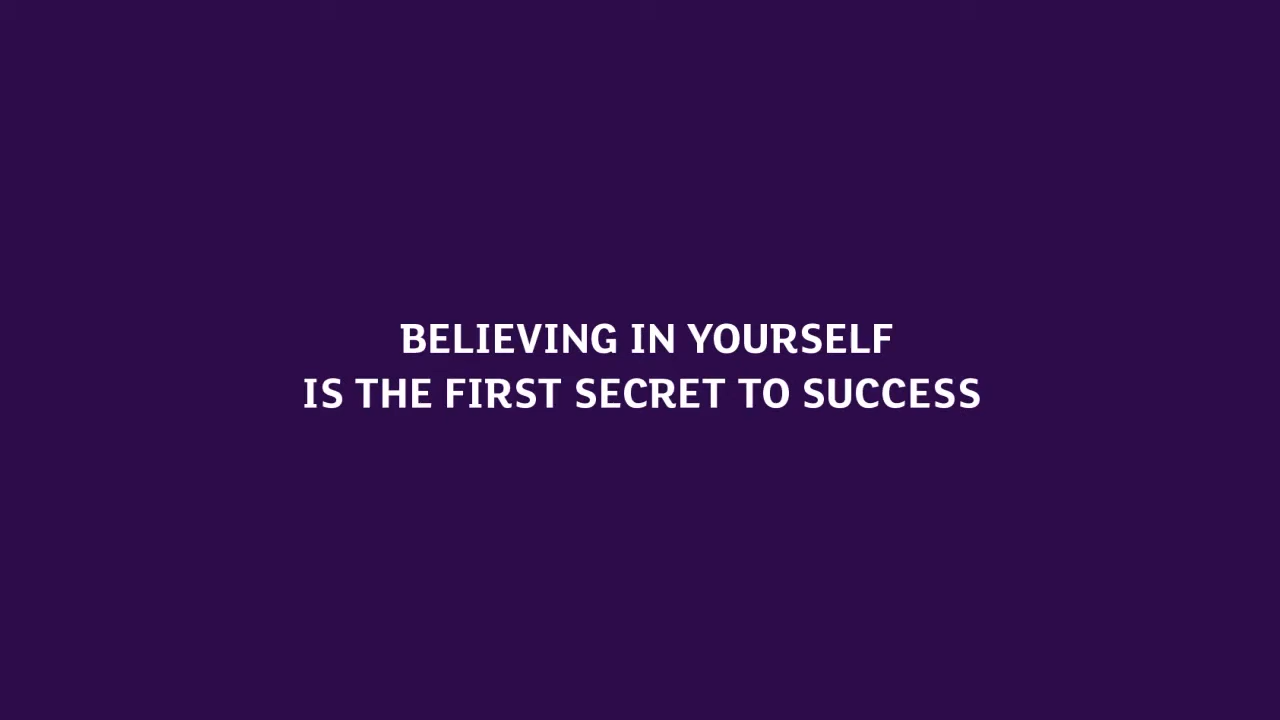 BELIEVING IN YOURSELF
IS THE FIRST SECRET TO SUCCESS